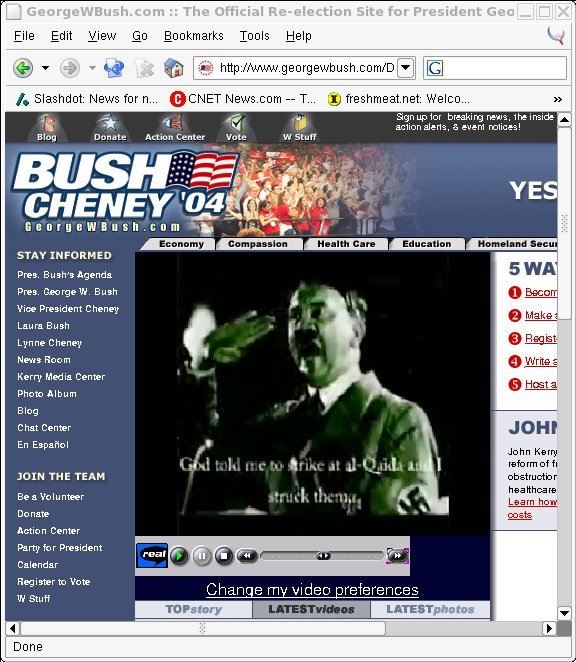 GeorgeWBush.com :: The Official Re-election Site for President Geo
File Edit View Go Bookmarks Tools Help
http://www.georgewbush.com/D
G
Slashdot: News for n... CNET News.com -- T... freshmeat.net: Welco... »
Blog Donate Action Center Vote W Stuff
Sign up for breaking news, the inside
action alerts, & event notices!
BUSH
CHENEY '04
GeorgeWBush.com
YES
Economy Compassion Health Care Education Homeland Secur
STAY INFORMED
Pres. Bush's Agenda
Pres. George W. Bush
Vice President Cheney
Laura Bush
Lynne Cheney
News Room
Kerry Media Center
Photo Album
Blog
Chat Center
En Español
JOIN THE TEAM
Be a Volunteer
Donate
Action Center
Party for President
Calendar
Register to Vote
W Stuff
God told me to strike at al-Qaida and I
struck them,
real
Change my video preferences
TOPstory LATESTvideos LATESTphotos
5 WAY
1 Becom
2 Make a
3 Regist
4 Write a
5 Host a
JOHN
John Kerry
reform of fr
obstruction
healthcare
Learn how
costs
Done